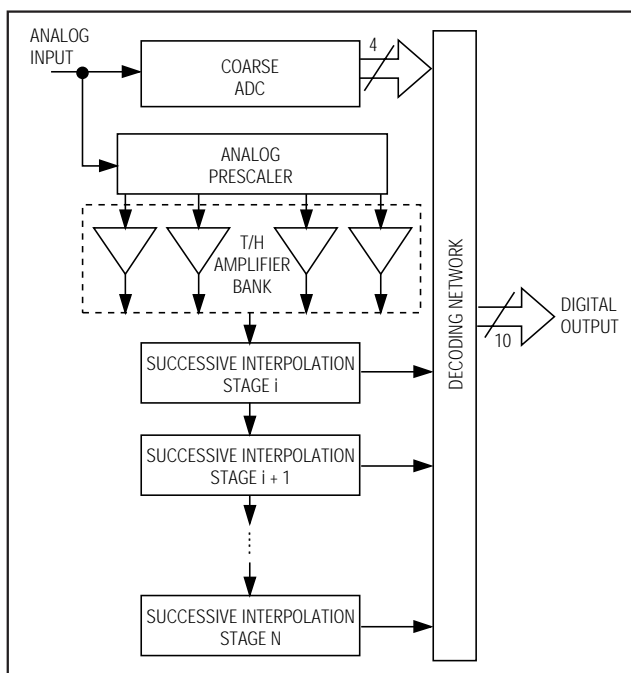 ANALOG
INPUT
COARSE
ADC
4
ANALOG
PRESCALER
T/H
AMPLIFIER
BANK
SUCCESSIVE INTERPOLATION
STAGE i
SUCCESSIVE INTERPOLATION
STAGE i + 1
SUCCESSIVE INTERPOLATION
STAGE N
DECODING NETWORK
10
DIGITAL
OUTPUT